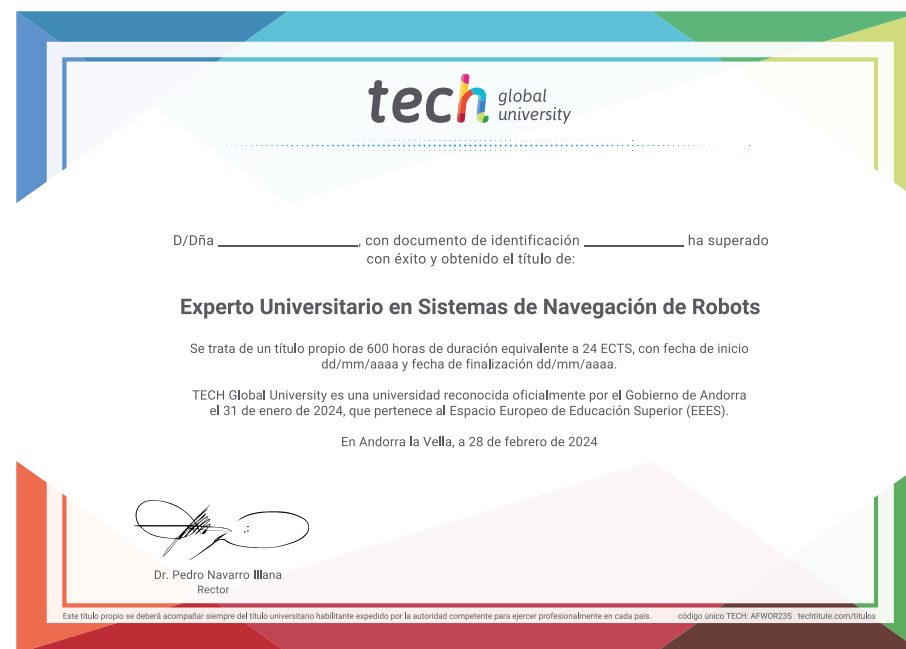 tech global university
D/Dña ____________________, con documento de identificación ______________ ha superado
con éxito y obtenido el título de:
Experto Universitario en Sistemas de Navegación de Robots
Se trata de un título propio de 600 horas de duración equivalente a 24 ECTS, con fecha de inicio
dd/mm/aaaa y fecha de finalización dd/mm/aaaa.
TECH Global University es una universidad reconocida oficialmente por el Gobierno de Andorra
el 31 de enero de 2024, que pertenece al Espacio Europeo de Educación Superior (EEES).
En Andorra la Vella, a 28 de febrero de 2024
Dr. Pedro Navarro Illana
Rector
Este título propio se deberá acompañar siempre del título universitario habilitante expedido por la autoridad competente para ejercer profesionalmente en cada país. código único TECH: AFWOR23S techtitute.com/titulos